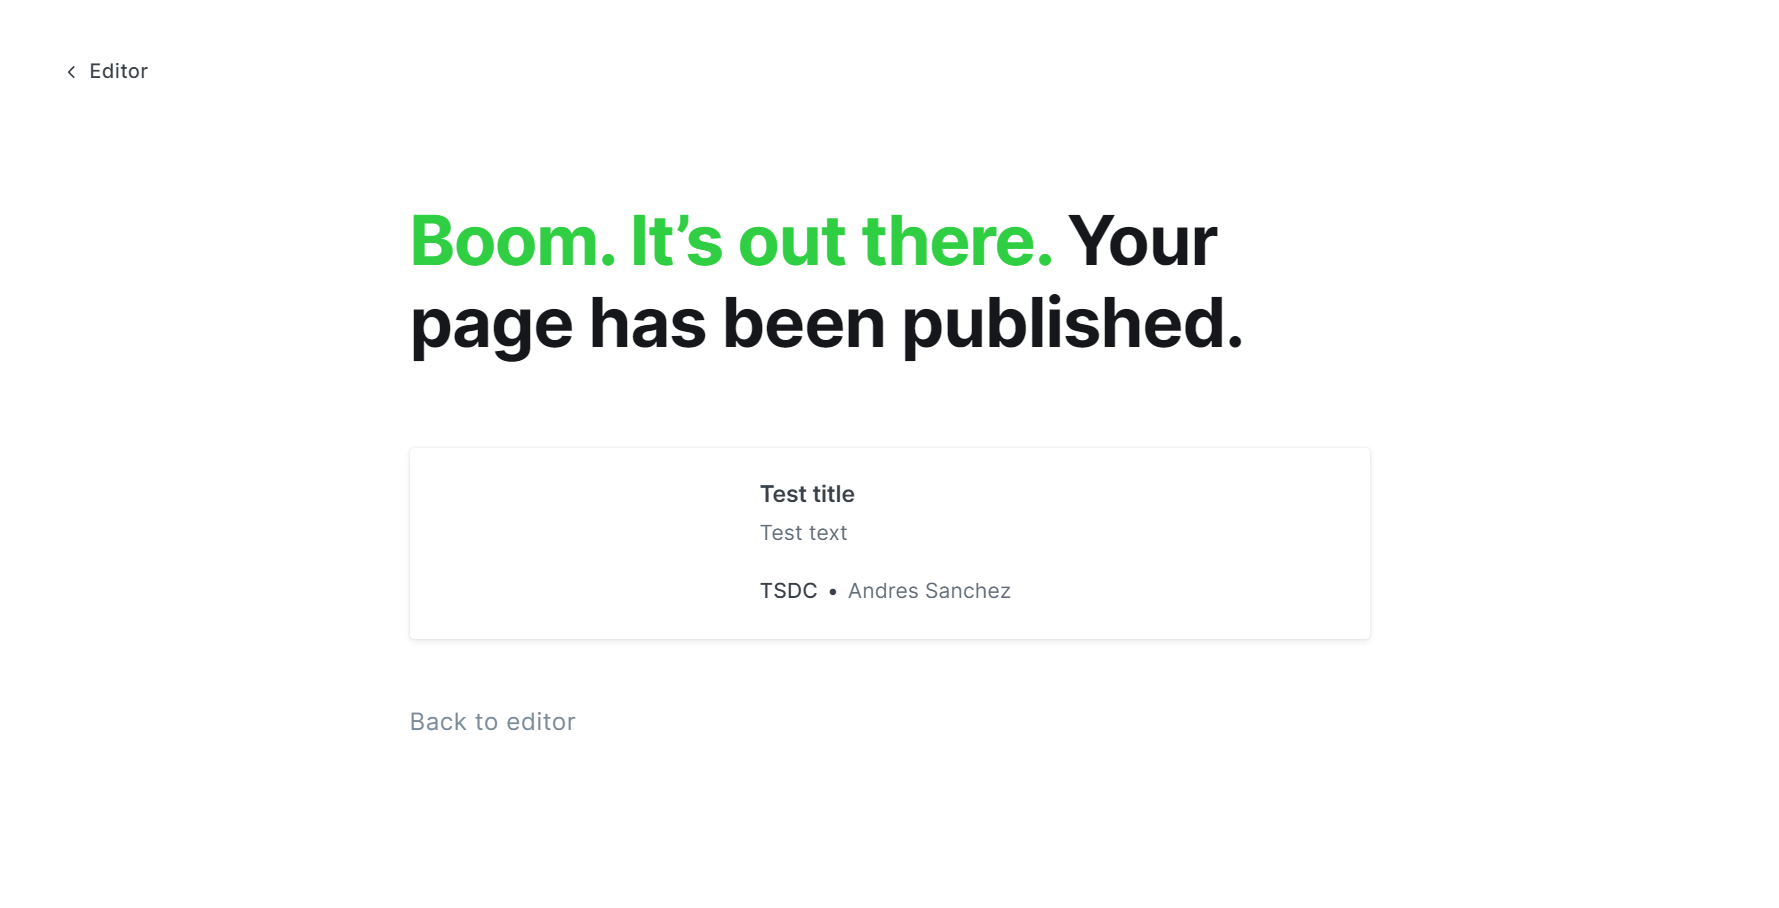 Editor
Boom. It’s out there. Your
page has been published.
Test title
Test text
TSDC • Andres Sanchez
Back to editor